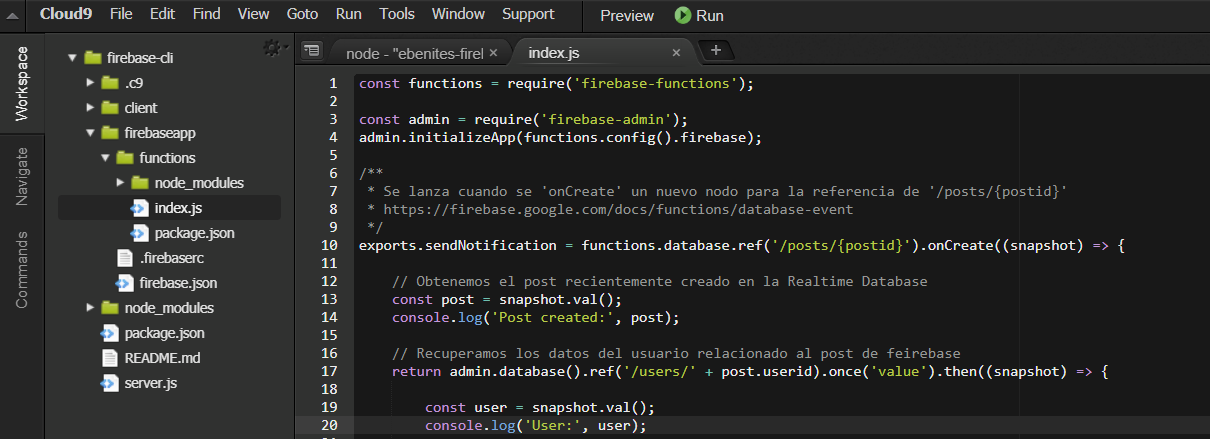 Cloud9 File Edit Find View Goto Run Tools Window Support Preview Run
Workspace
Navigate
Commands
firebase-cli
.c9
client
firebaseapp
functions
node_modules
index.js
package.json
.firebaserc
firebase.json
node_modules
package.json
README.md
server.js
node - "ebenites-firel × index.js × +
1 const functions = require('firebase-functions');
2
3 const admin = require('firebase-admin');
4 admin.initializeApp(functions.config().firebase);
5
6 /**
7  * Se lanza cuando se 'onCreate' un nuevo nodo para la referencia de '/posts/{postid}'
8  * https://firebase.google.com/docs/functions/database-event
9  */
10 exports.sendNotification = functions.database.ref('/posts/{postid}').onCreate((snapshot) => {
11
12     // Obtenemos el post recientemente creado en la Realtime Database
13     const post = snapshot.val();
14     console.log('Post created:', post);
15
16     // Recuperamos los datos del usuario relacionado al post de feirebase
17     return admin.database().ref('/users/' + post.userid).once('value').then((snapshot) => {
18
19         const user = snapshot.val();
20         console.log('User:', user);